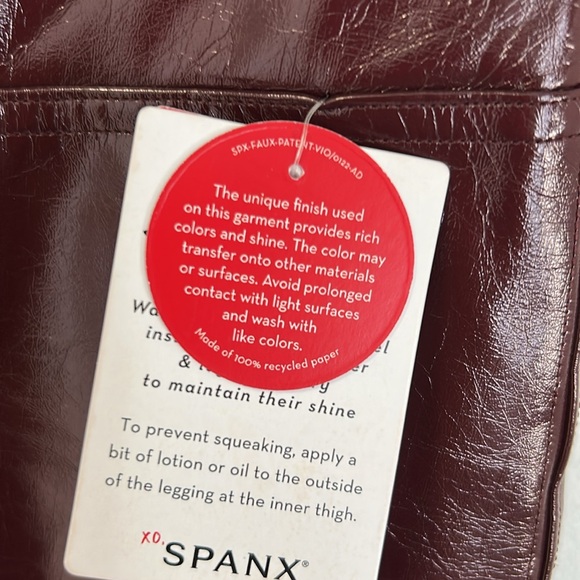 SPX-FAUX-PATENT-V10/0122-AD
The unique finish used
on this garment provides rich
colors and shine. The color may
transfer onto other materials
or surfaces. Avoid prolonged
contact with light surfaces
and wash with
like colors.
Made of 100% recycled paper
&
to maintain their shine
To prevent squeaking, apply a
bit of lotion or oil to the outside
of the legging at the inner thigh.
XO,
SPANX®